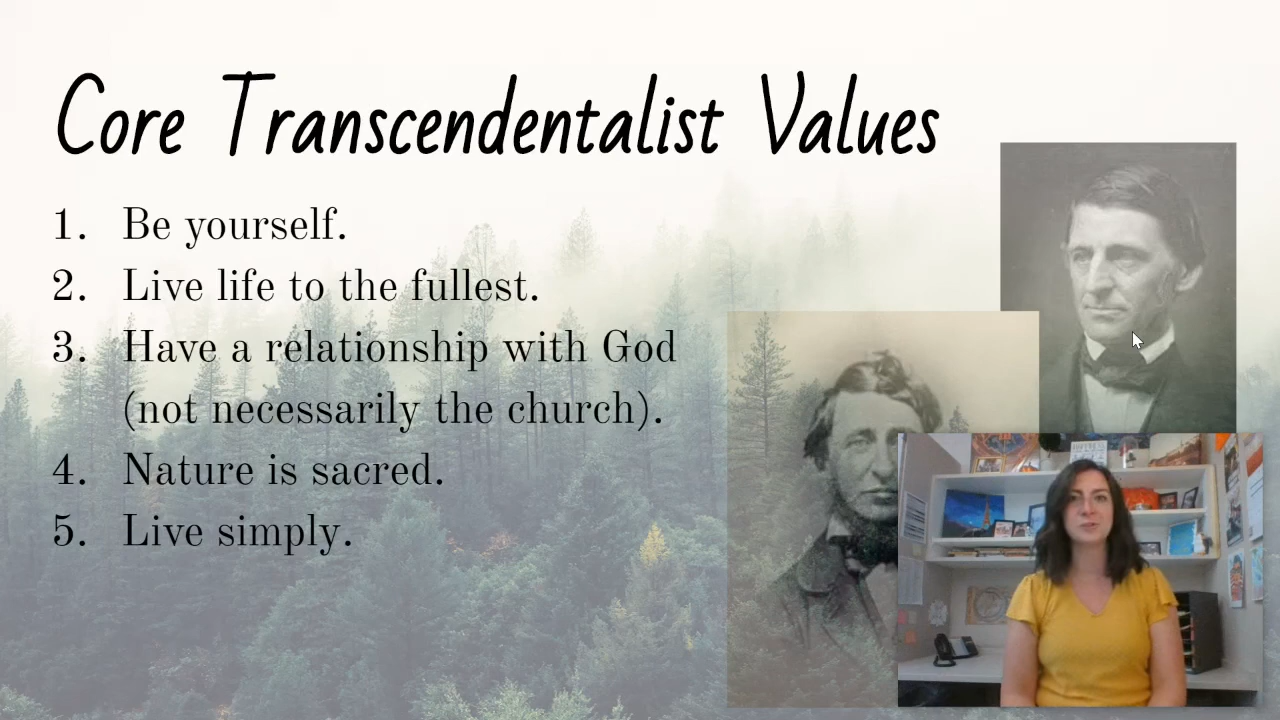 Core Transcendentalist Values
1. Be yourself.
2. Live life to the fullest.
3. Have a relationship with God
(not necessarily the church).
4. Nature is sacred.
5. Live simply.